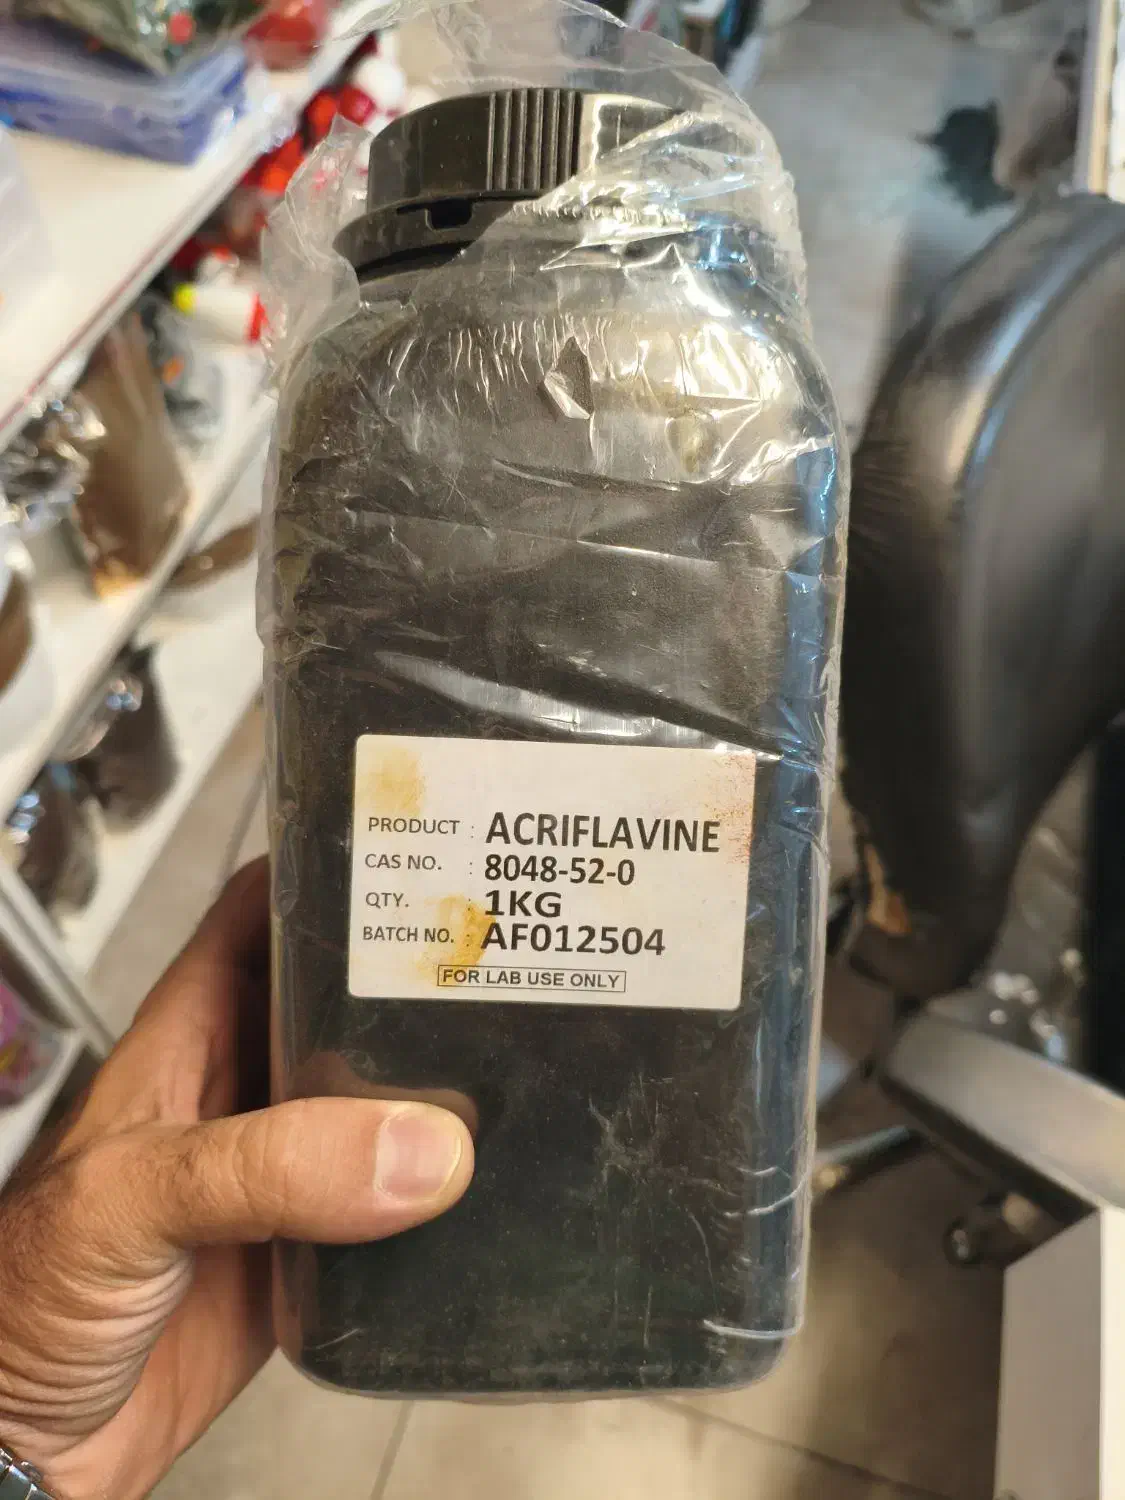 PRODUCT : ACRIFLAVINE
CAS NO. : 8048-52-0
QTY. : 1KG
BATCH NO. : AF012504
FOR LAB USE ONLY